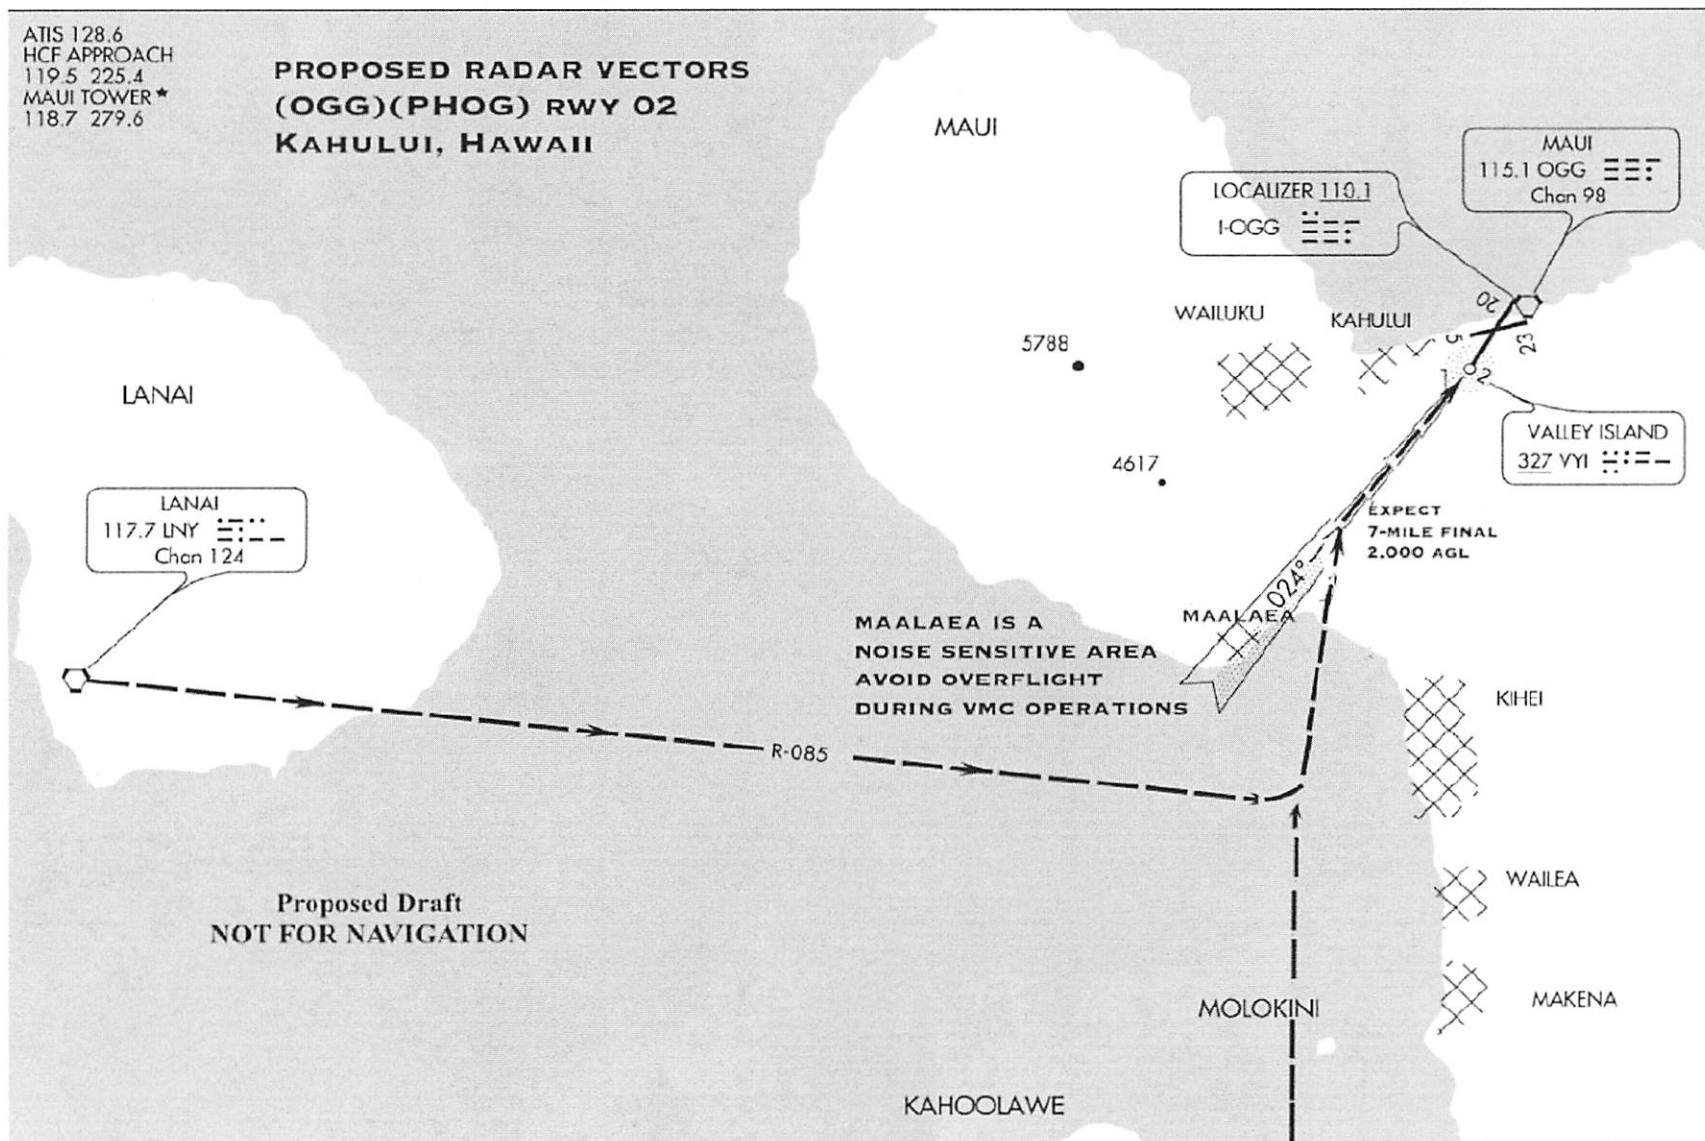 ATIS 128.6
HCF APPROACH
119.5 225.4
MAUI TOWER★
118.7 279.6
PROPOSED RADAR VECTORS
(OGG)(PHOG) RWY 02
KAHULUI, HAWAII
MAUI
MAUI
115.1 OGG
Chan 98
LOCALIZER 110.1
I-OGG
20
WAILUKU
KAHULUI
5
23
5788
2
LANAI
VALLEY ISLAND
327 VYI
4617
LANAI
117.7 LNY
Chan 124
EXPECT
7-MILE FINAL
2,000 AGL
024°
MAALAEA
MAALAEA IS A
NOISE SENSITIVE AREA
AVOID OVERFLIGHT
DURING VMC OPERATIONS
KIHEI
R-085
WAILEA
Proposed Draft
NOT FOR NAVIGATION
MOLOKINI
MAKENA
KAHOOLAWE